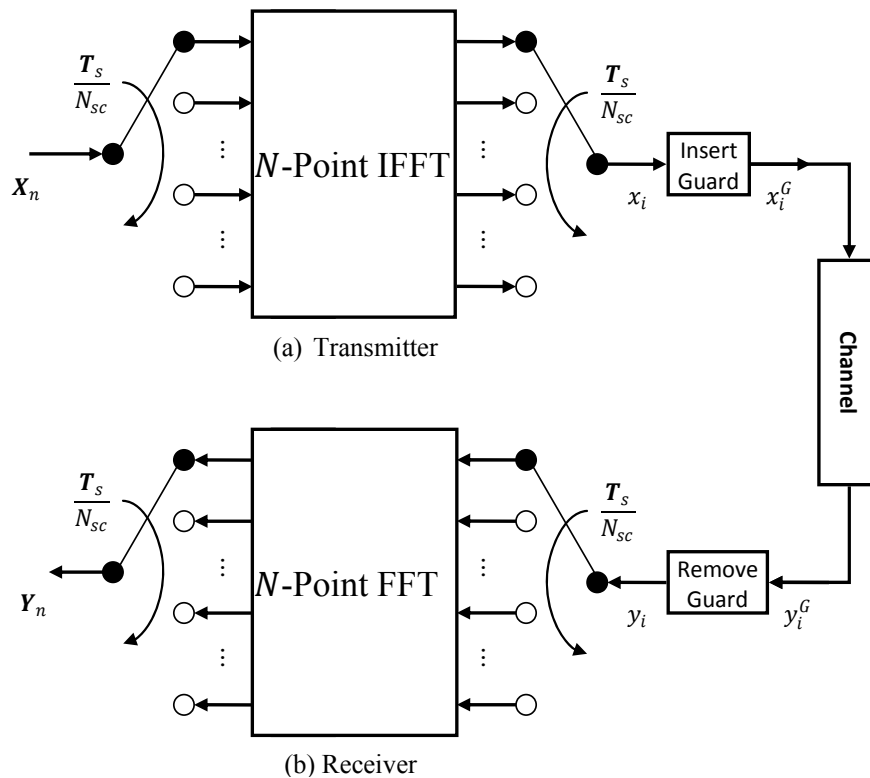 T_s
N_sc
T_s
N_sc
X_n
...
...
N-Point IFFT
...
...
x_i
Insert
Guard
x_i^G
(a) Transmitter
Channel
T_s
N_sc
T_s
N_sc
Y_n
...
...
N-Point FFT
...
...
y_i
Remove
Guard
y_i^G
(b) Receiver